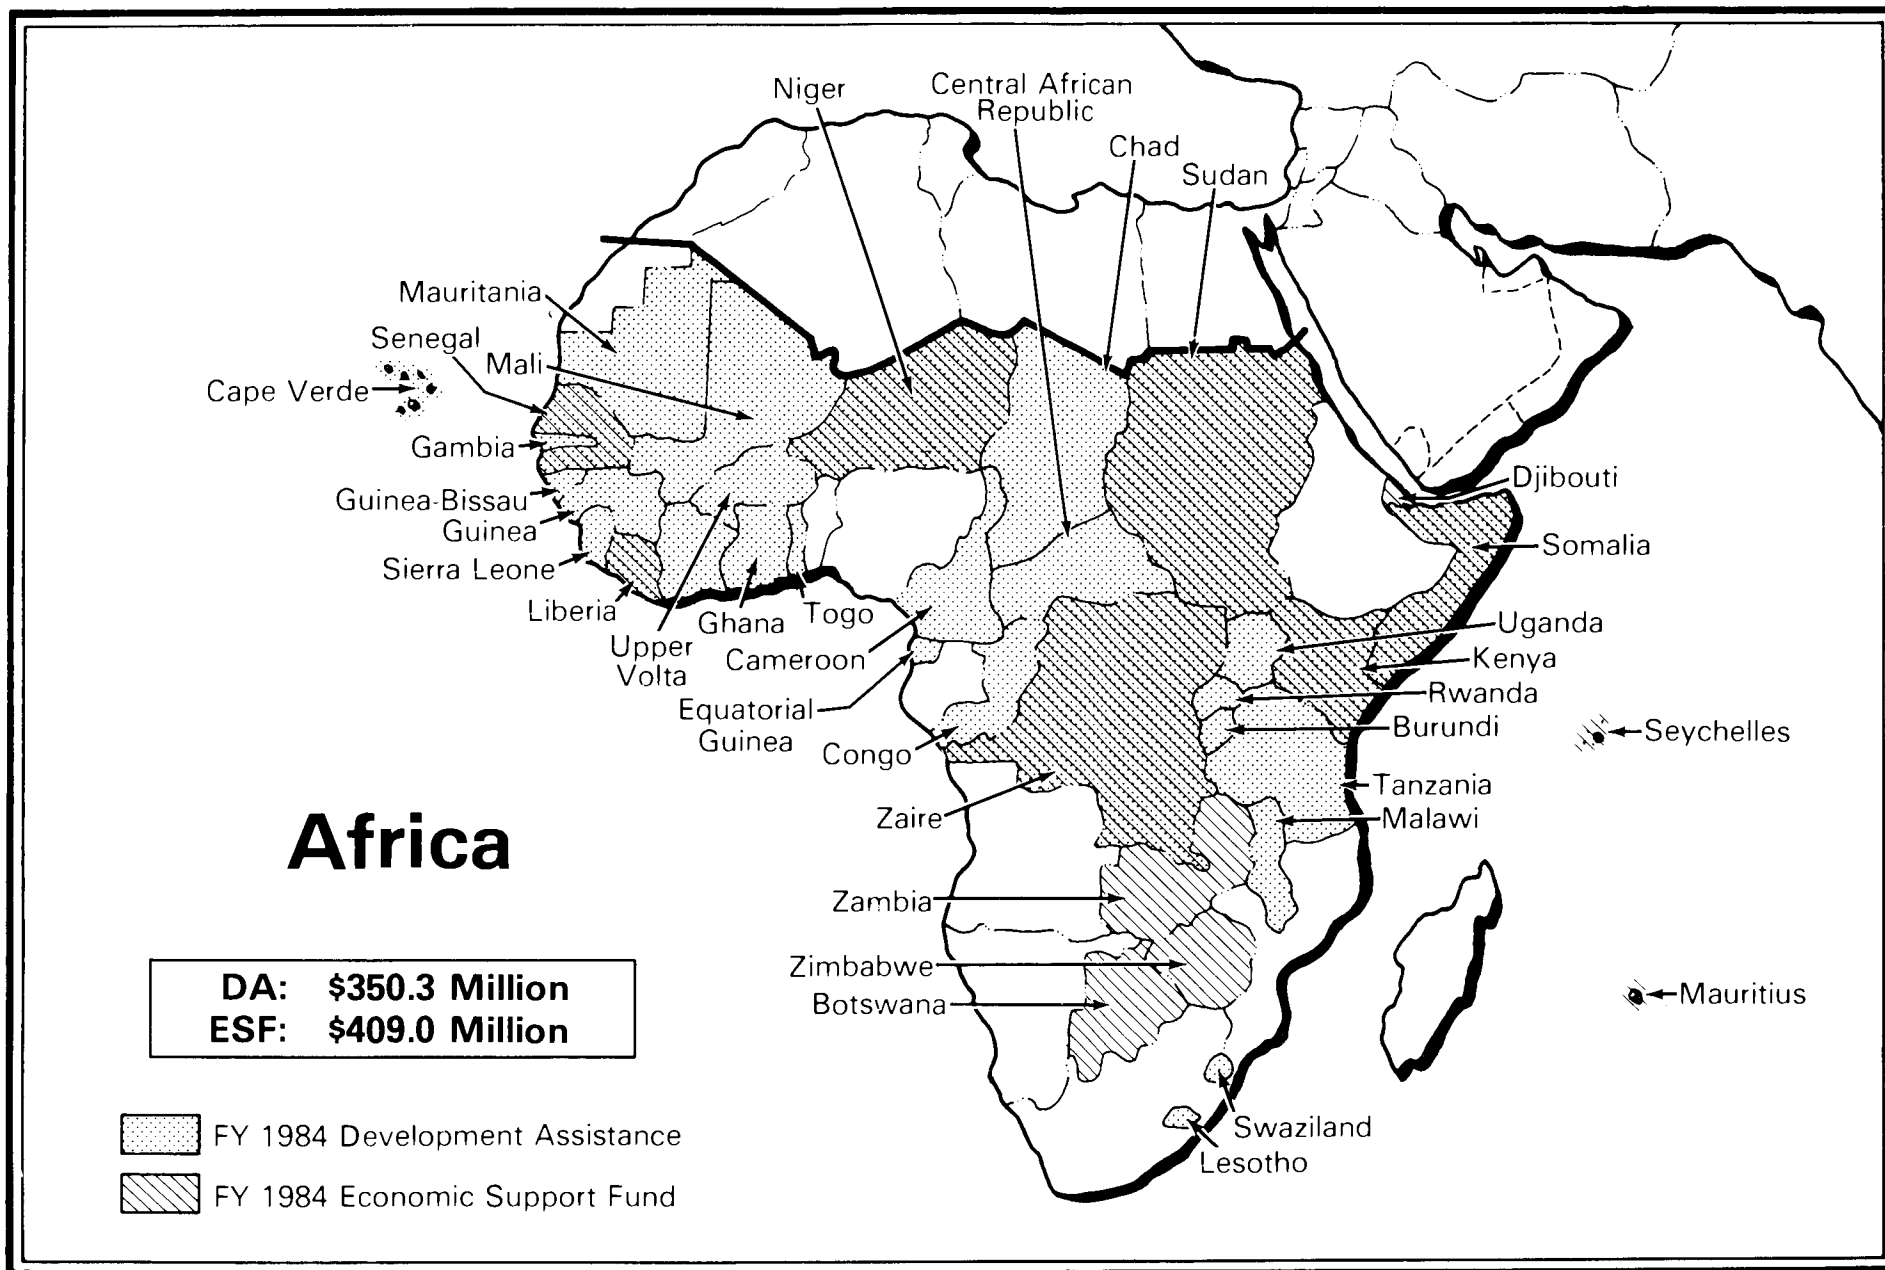 Niger
Central African
Republic
Chad
Sudan
Mauritania
Senegal
Mali
Cape Verde
Gambia
Guinea-Bissau
Guinea
Sierra Leone
Liberia
Upper
Volta
Ghana
Togo
Cameroon
Equatorial
Guinea
Congo
Zaire
Zambia
Zimbabwe
Botswana
Djibouti
Somalia
Uganda
Kenya
Rwanda
Burundi
Seychelles
Tanzania
Malawi
Mauritius
Swaziland
Lesotho
Africa
DA: $350.3 Million
ESF: $409.0 Million
FY 1984 Development Assistance
FY 1984 Economic Support Fund